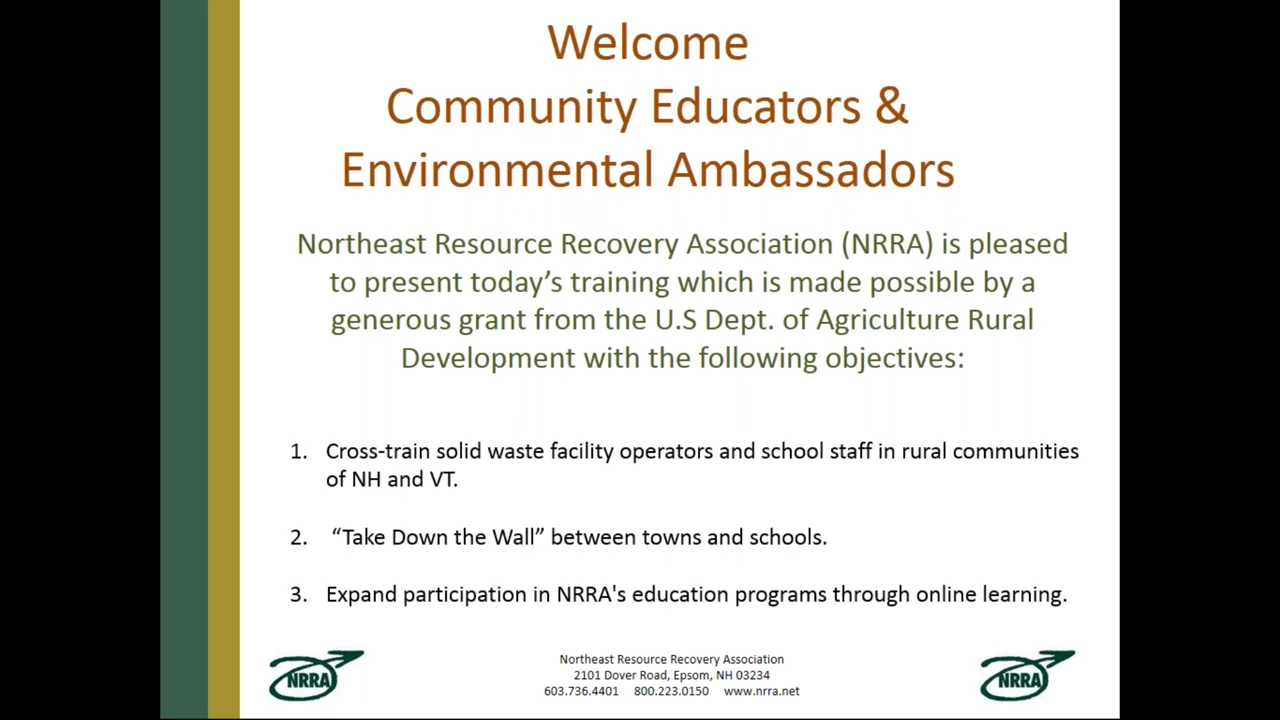 Welcome
Community Educators &
Environmental Ambassadors
Northeast Resource Recovery Association (NRRA) is pleased
to present today’s training which is made possible by a
generous grant from the U.S Dept. of Agriculture Rural
Development with the following objectives:
1. Cross-train solid waste facility operators and school staff in rural communities
of NH and VT.
2. “Take Down the Wall” between towns and schools.
3. Expand participation in NRRA's education programs through online learning.
NRRA
Northeast Resource Recovery Association
2101 Dover Road, Epsom, NH 03234
603.736.4401 800.223.0150 www.nrra.net
NRRA